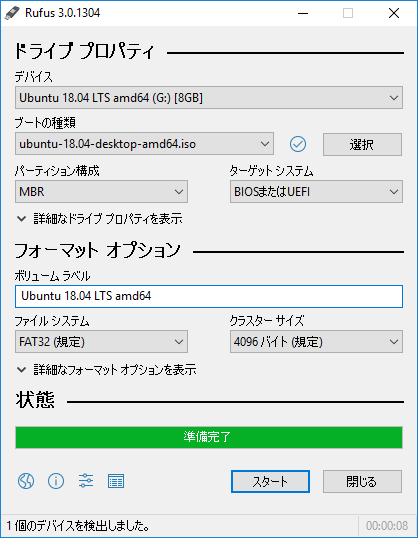 Rufus 3.0.1304
ドライブ プロパティ
デバイス
Ubuntu 18.04 LTS amd64 (G:) [8GB]
ブートの種類
ubuntu-18.04-desktop-amd64.iso
選択
パーティション構成
ターゲット システム
MBR
BIOSまたはUEFI
詳細なドライブ プロパティを表示
フォーマット オプション
ボリューム ラベル
Ubuntu 18.04 LTS amd64
ファイル システム
クラスター サイズ
FAT32 (規定)
4096 バイト (規定)
詳細なフォーマット オプションを表示
状態
準備完了
スタート
閉じる
1 個のデバイスを検出しました。
00:00:08